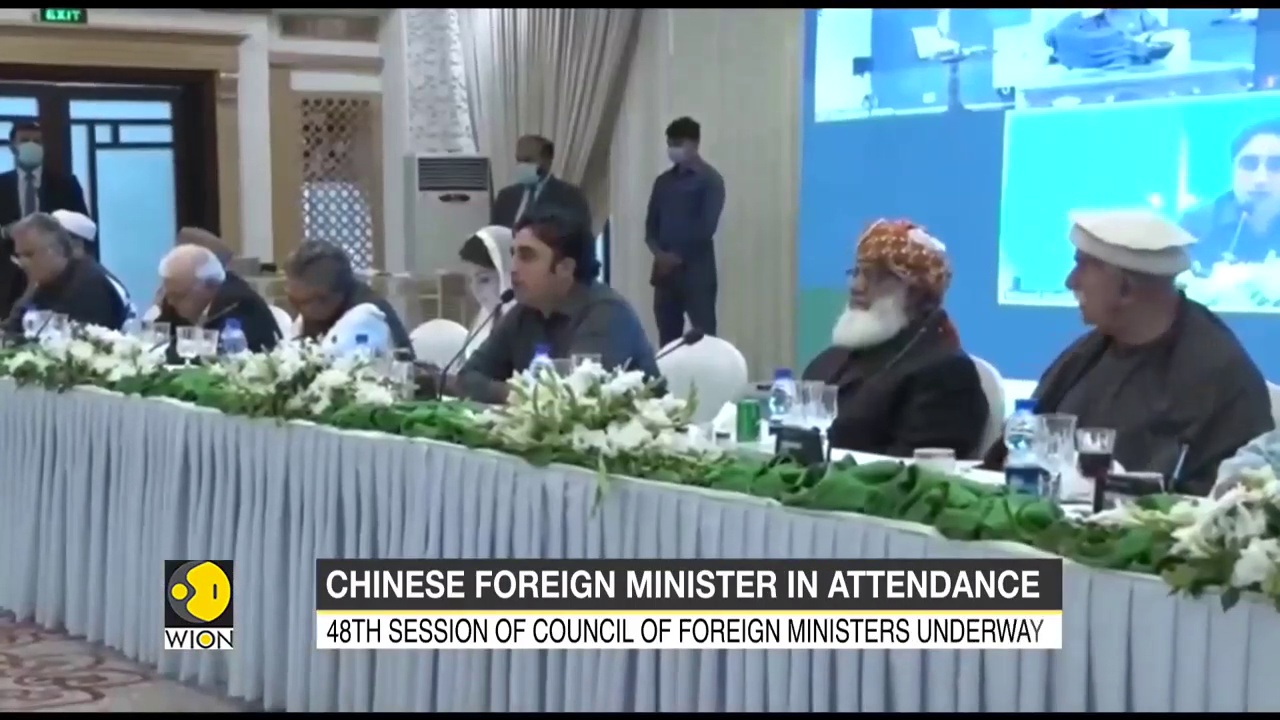 EXIT
CHINESE FOREIGN MINISTER IN ATTENDANCE
48TH SESSION OF COUNCIL OF FOREIGN MINISTERS UNDERWAY
WION